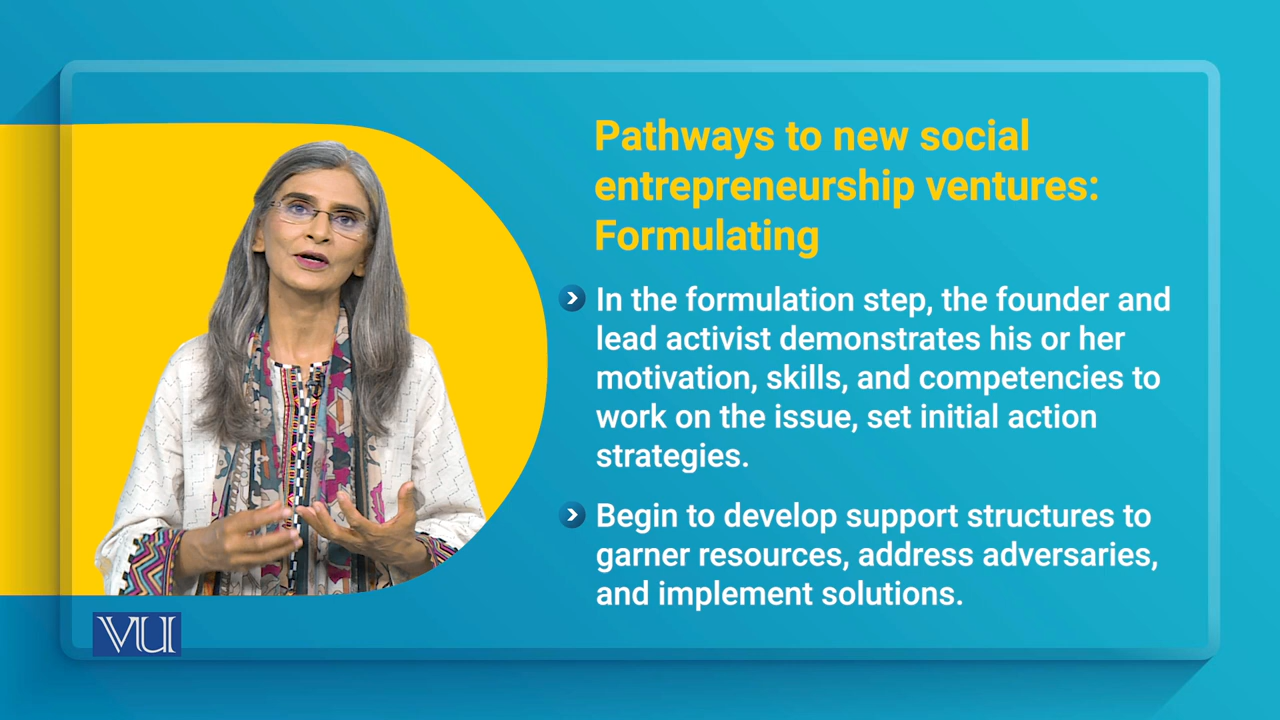 Pathways to new social
entrepreneurship ventures:
Formulating
In the formulation step, the founder and
lead activist demonstrates his or her
motivation, skills, and competencies to
work on the issue, set initial action
strategies.
Begin to develop support structures to
garner resources, address adversaries,
and implement solutions.
VU